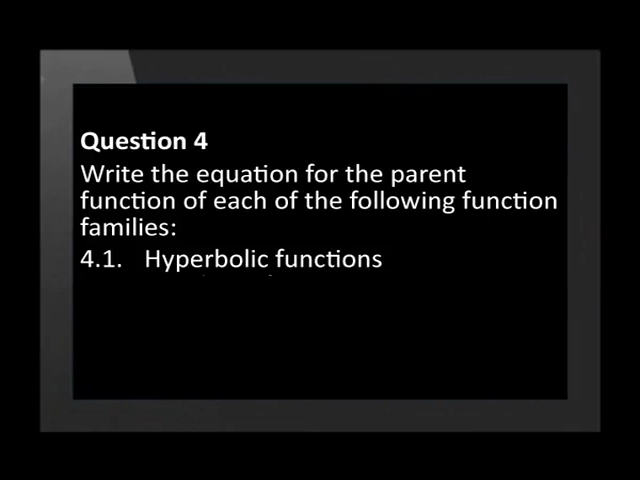 Question 4
Write the equation for the parent
function of each of the following function
families:
4.1. Hyperbolic functions